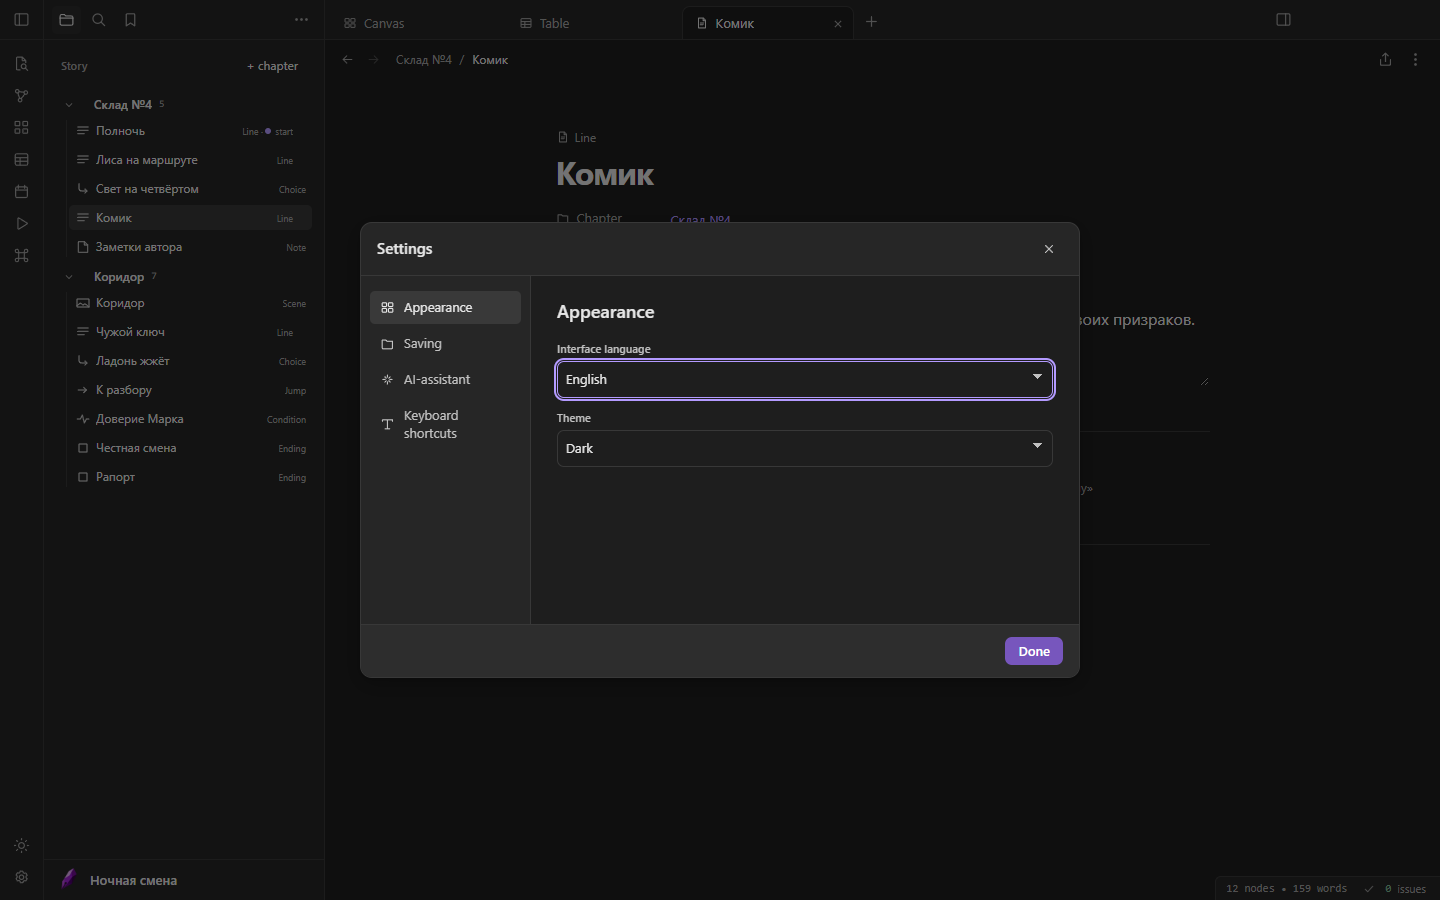 Canvas
Table
Комик
Story
+ chapter
Склад №4 / Комик
Склад №4 5
Полночь Line · start
Лиса на маршруте Line
Свет на четвёртом Choice
Комик Line
Заметки автора Note
Коридор 7
Коридор Scene
Чужой ключ Line
Ладонь жжёт Choice
К разбору Jump
Доверие Марка Condition
Честная смена Ending
Рапорт Ending
Ночная смена
Line
Комик
Chapter Склад №4
призраков.
Settings
Appearance
Saving
AI-assistant
Keyboard
shortcuts
Appearance
Interface language
English
Theme
Dark
Done
12 nodes • 159 words
0 issues